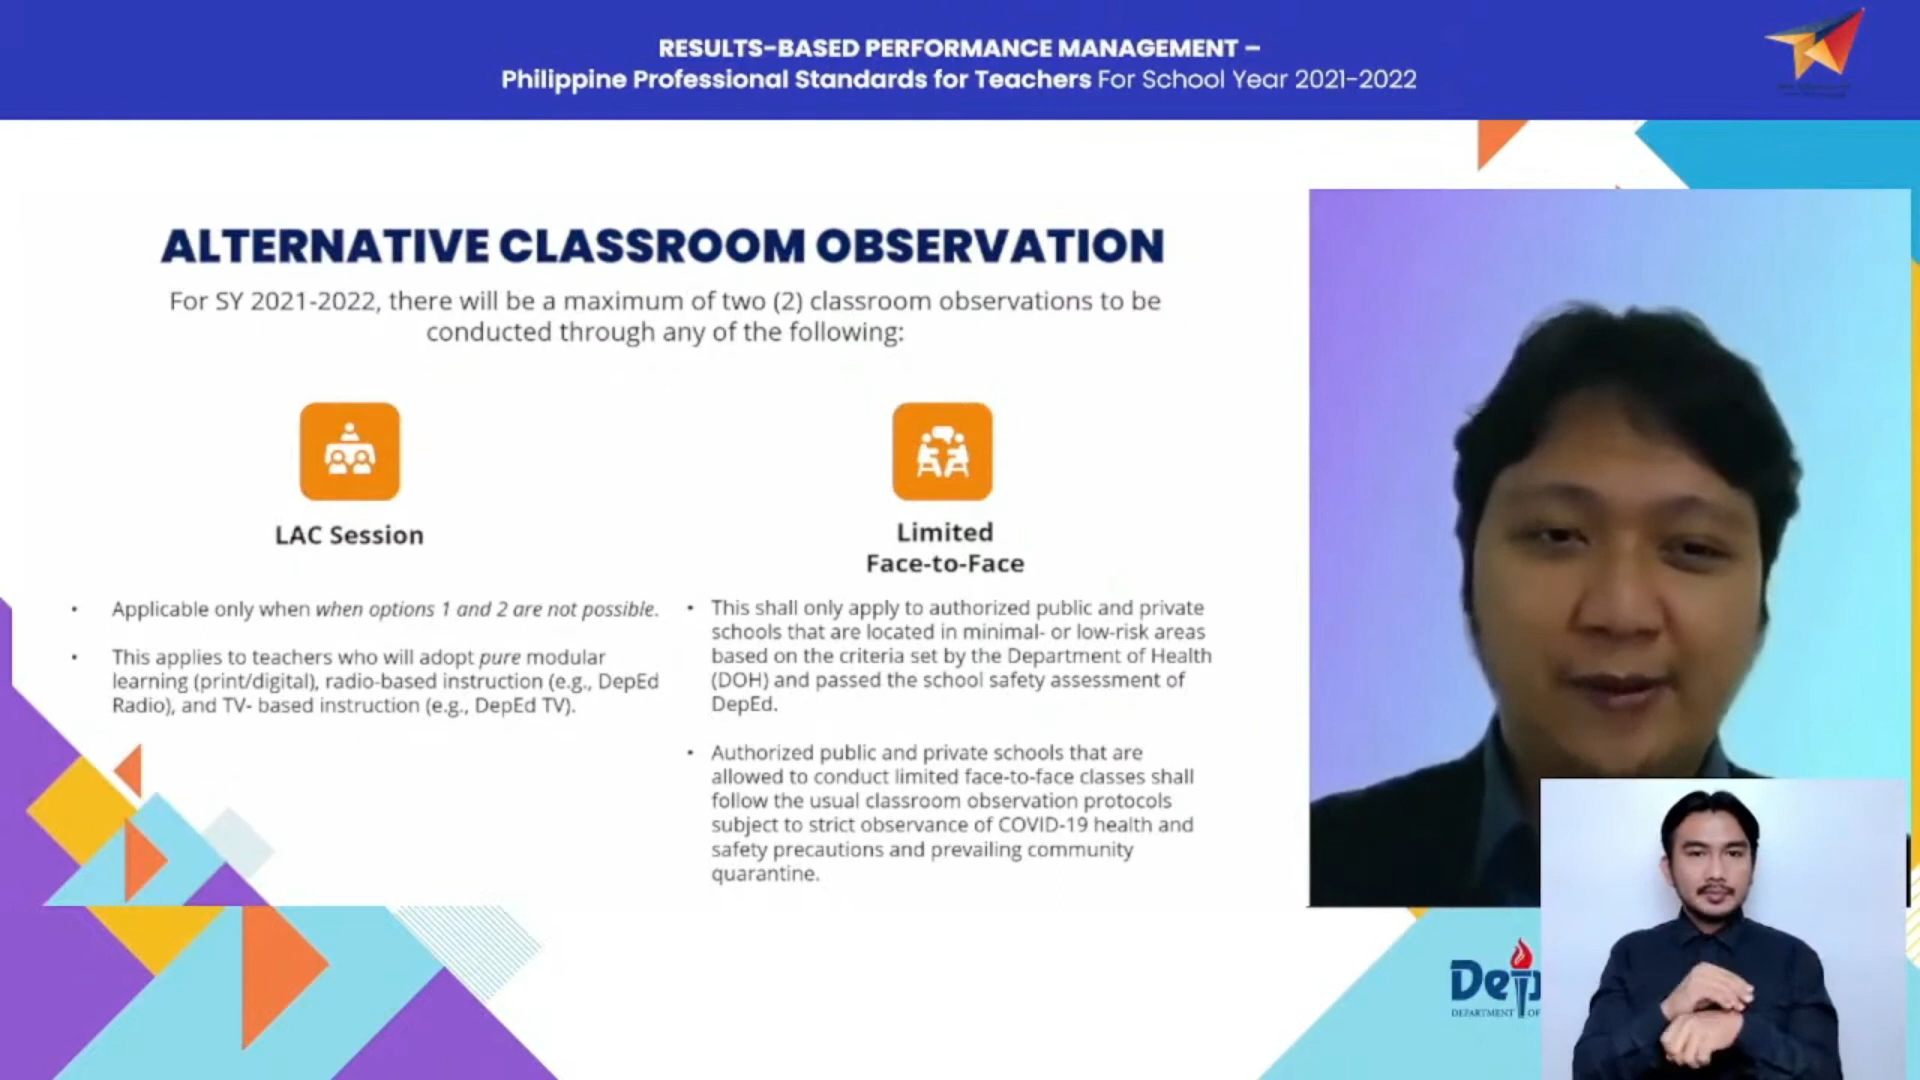 RESULTS-BASED PERFORMANCE MANAGEMENT –
Philippine Professional Standards for Teachers For School Year 2021-2022
ALTERNATIVE CLASSROOM OBSERVATION
For SY 2021-2022, there will be a maximum of two (2) classroom observations to be
conducted through any of the following:
LAC Session
Applicable only when when options 1 and 2 are not possible.
This applies to teachers who will adopt pure modular
learning (print/digital), radio-based instruction (e.g., DepEd
Radio), and TV- based instruction (e.g., DepEd TV).
Limited
Face-to-Face
This shall only apply to authorized public and private
schools that are located in minimal- or low-risk areas
based on the criteria set by the Department of Health
(DOH) and passed the school safety assessment of
DepEd.
Authorized public and private schools that are
allowed to conduct limited face-to-face classes shall
follow the usual classroom observation protocols
subject to strict observance of COVID-19 health and
safety precautions and prevailing community
quarantine.
DEPARTMENT OF